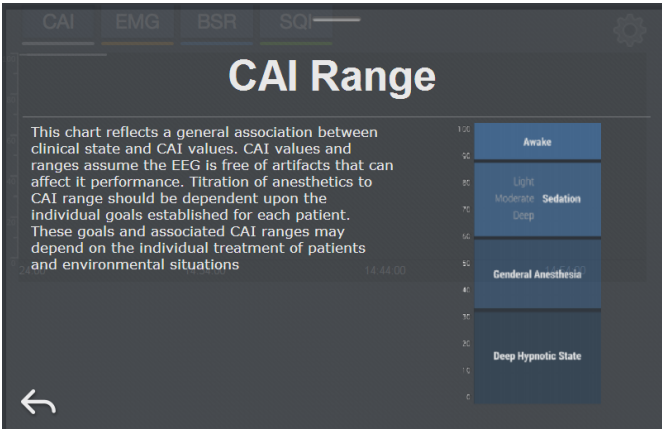 CAI EMG BSR SQI
CAI Range
This chart reflects a general association between
clinical state and CAI values. CAI values and
ranges assume the EEG is free of artifacts that can
affect it performance. Titration of anesthetics to
CAI range should be dependent upon the
individual goals established for each patient.
These goals and associated CAI ranges may
depend on the individual treatment of patients
and environmental situations
14:44:00
100
Awake
90
80
Light
Moderate Sedation
70
Deep
60
50
Genderal Anesthesia
40
30
20
Deep Hypnotic State
10
0